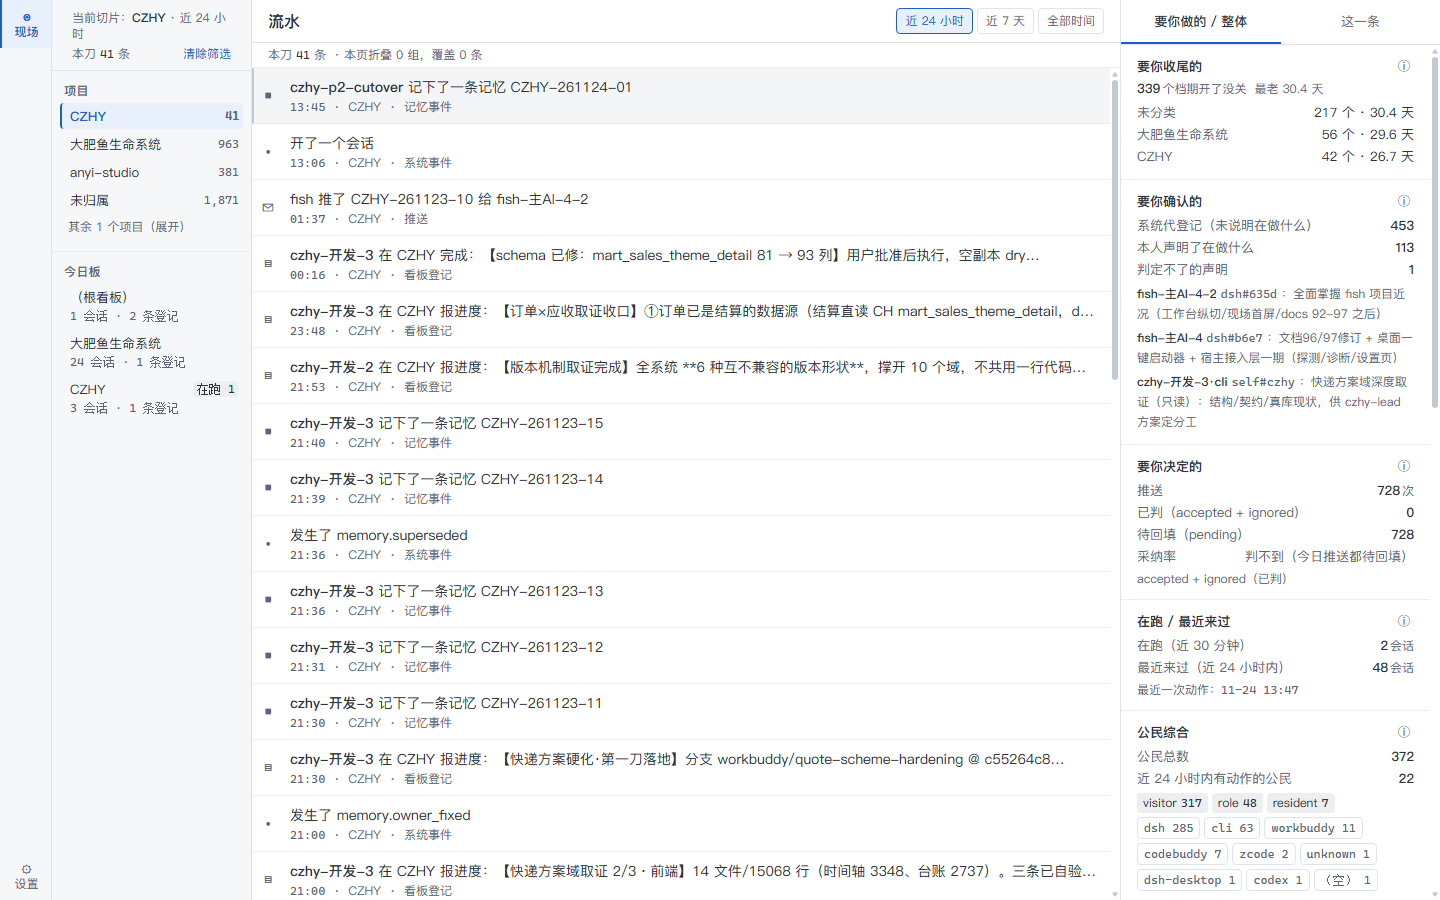 现场
设置
当前切片：CZHY · 近 24 小
时
本刀 41 条
清除筛选
项目
CZHY 41
大肥鱼生命系统 963
anyi-studio 381
未归属 1,871
其余 1 个项目（展开）
今日板
（根看板）
1 会话 · 2 条登记
大肥鱼生命系统
24 会话 · 1 条登记
CZHY 在跑 1
3 会话 · 1 条登记
流水
近 24 小时 近 7 天 全部时间
本刀 41 条 · 本页折叠 0 组，覆盖 0 条
czhy-p2-cutover 记下了一条记忆 CZHY-261124-01
13:45 · CZHY · 记忆事件
开了一个会话
13:06 · CZHY · 系统事件
fish 推了 CZHY-261123-10 给 fish-主AI-4-2
01:37 · CZHY · 推送
czhy-开发-3 在 CZHY 完成：【schema 已修：mart_sales_theme_detail 81 → 93 列】用户批准后执行，空副本 dry…
00:16 · CZHY · 看板登记
czhy-开发-3 在 CZHY 报进度：【订单×应收取证收口】①订单已是结算的数据源（结算直读 CH mart_sales_theme_detail，d…
23:48 · CZHY · 看板登记
czhy-开发-2 在 CZHY 报进度：【版本机制取证完成】全系统 **6 种互不兼容的版本形状**，撑开 10 个域，不共用一行代码…
21:53 · CZHY · 看板登记
czhy-开发-3 记下了一条记忆 CZHY-261123-15
21:40 · CZHY · 记忆事件
czhy-开发-3 记下了一条记忆 CZHY-261123-14
21:39 · CZHY · 记忆事件
发生了 memory.superseded
21:36 · CZHY · 系统事件
czhy-开发-3 记下了一条记忆 CZHY-261123-13
21:36 · CZHY · 记忆事件
czhy-开发-3 记下了一条记忆 CZHY-261123-12
21:31 · CZHY · 记忆事件
czhy-开发-3 记下了一条记忆 CZHY-261123-11
21:30 · CZHY · 记忆事件
czhy-开发-3 在 CZHY 报进度：【快递方案硬化·第一刀落地】分支 workbuddy/quote-scheme-hardening @ c55264c8…
21:30 · CZHY · 看板登记
发生了 memory.owner_fixed
21:00 · CZHY · 系统事件
czhy-开发-3 在 CZHY 报进度：【快递方案域取证 2/3 · 前端】14 文件/15068 行（时间轴 3348、台账 2737）。三条已自验…
21:00 · CZHY · 看板登记
要你做的 / 整体 这一条
要你收尾的
339 个档期开了没关 最老 30.4 天
未分类 217 个 · 30.4 天
大肥鱼生命系统 56 个 · 29.6 天
CZHY 42 个 · 26.7 天
要你确认的
系统代登记（未说明在做什么） 453
本人声明了在做什么 113
判定不了的声明 1
fish-主AI-4-2 dsh#635d：全面掌握 fish 项目近
况（工作台纵切/现场首屏/docs 92-97 之后）
fish-主AI-4 dsh#b6e7：文档96/97修订 + 桌面一
键启动器 + 宿主接入层一期（探测/诊断/设置页）
czhy-开发-3·cli self#czhy：快递方案域深度取
证（只读）：结构/契约/真库现状，供 czhy-lead
方案定分工
要你决定的
推送 728 次
已判（accepted + ignored） 0
待回填（pending） 728
采纳率 判不到（今日推送都待回填）
accepted + ignored（已判）
在跑 / 最近来过
在跑（近 30 分钟） 2 会话
最近来过（近 24 小时内） 48 会话
最近一次动作：11-24 13:47
公民综合
公民总数 372
近 24 小时内有动作的公民 22
visitor 317 role 48 resident 7
dsh 285 cli 63 workbuddy 11
codebuddy 7 zcode 2 unknown 1
dsh-desktop 1 codex 1 （空） 1